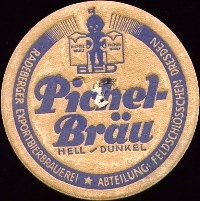 Pichel-
Bräu
HELL - DUNKEL
RADEBERGER EXPORTBIERBRAUEREI ★ ABTEILUNG: FELDSCHLÖSSCHEN DRESDEN